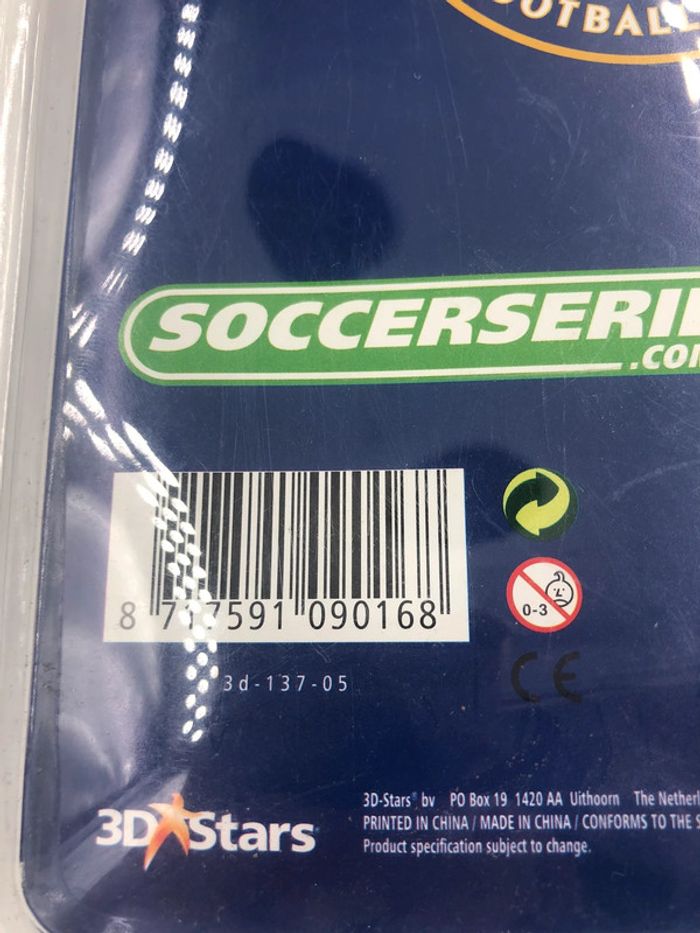 OOTBALL
SOCCERSERI
.co
8 717591 090168
0-3
3d-137-05
CE
3D Stars
3D-Stars® bv PO Box 19 1420 AA Uithoorn The Netherl
PRINTED IN CHINA / MADE IN CHINA / CONFORMS TO THE S
Product specification subject to change.